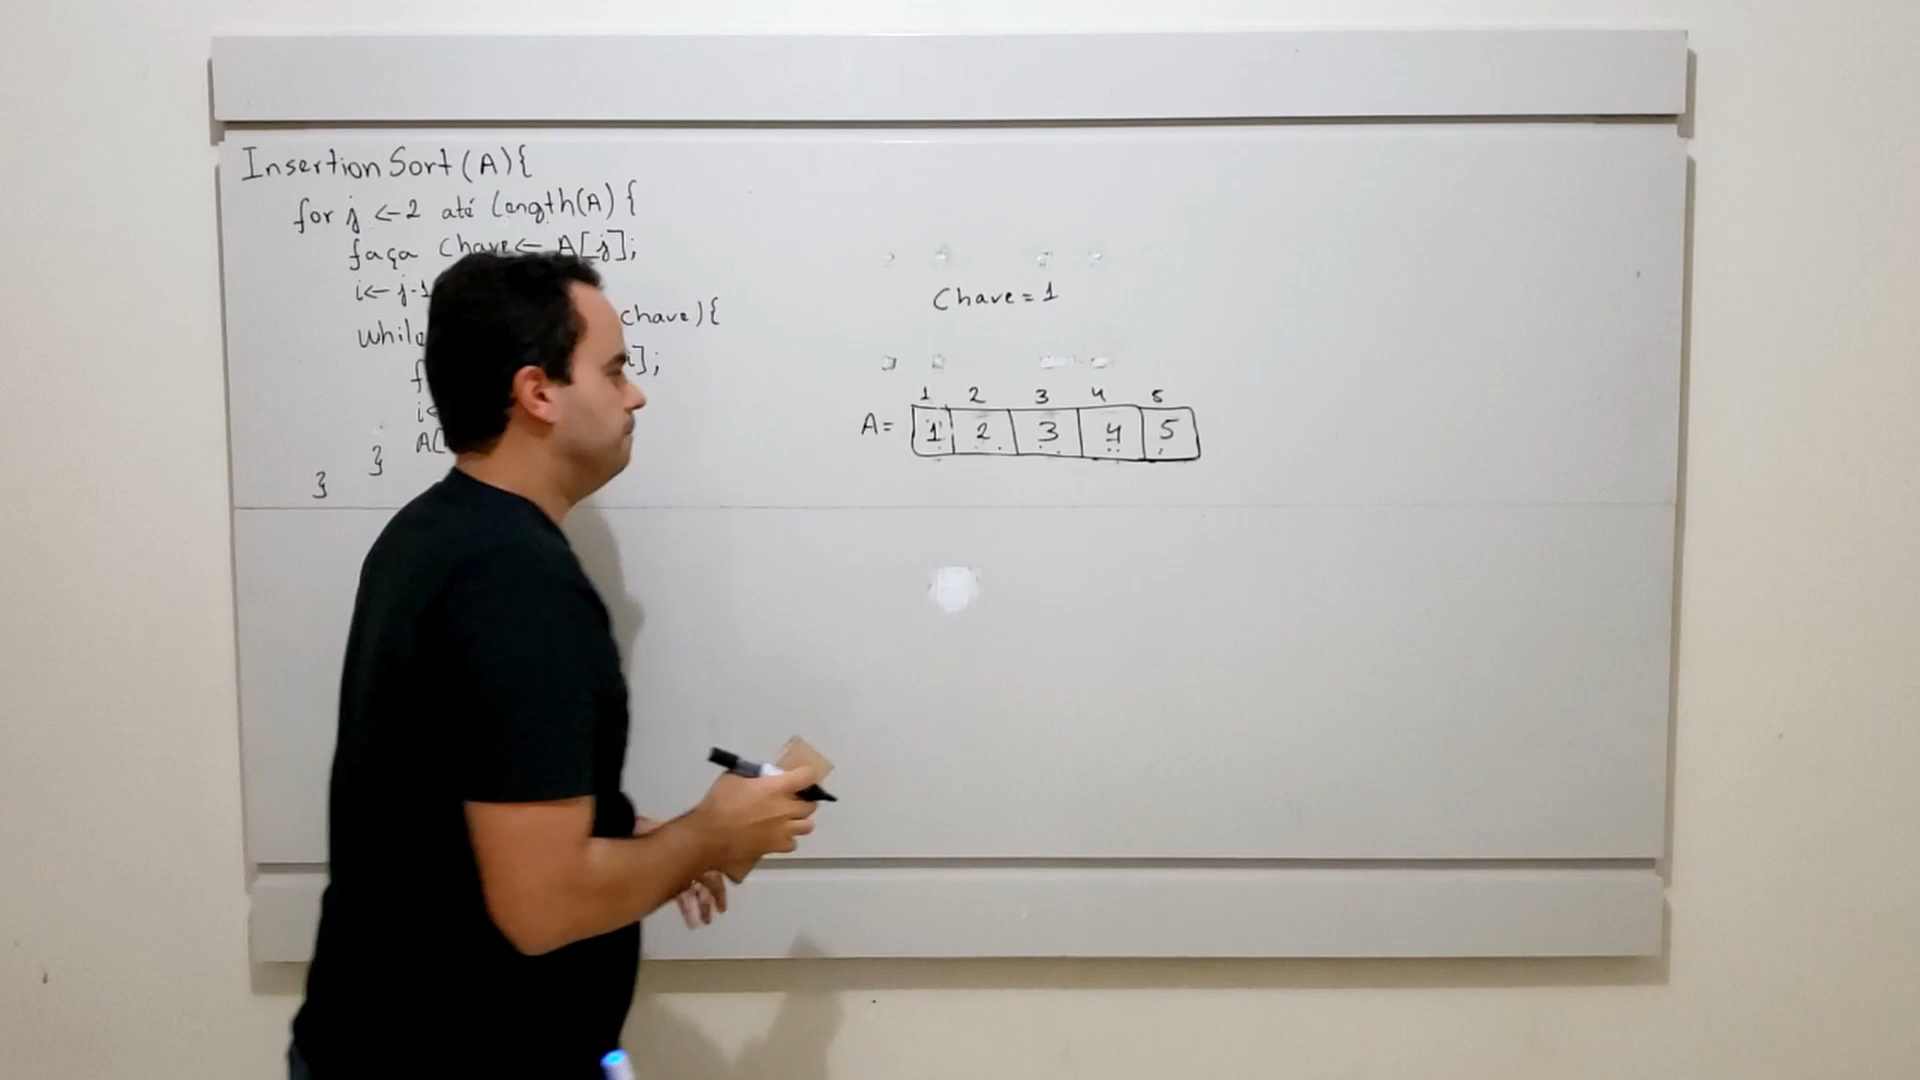 Insertion Sort (A){
for j <-2 até length(A) {
faça Chave <- A[j];
i<- j-1
while chave){
i];
i<
A[
}
}
Chave = 1
1 2 3 4 5
A= 1 2 3 4 5